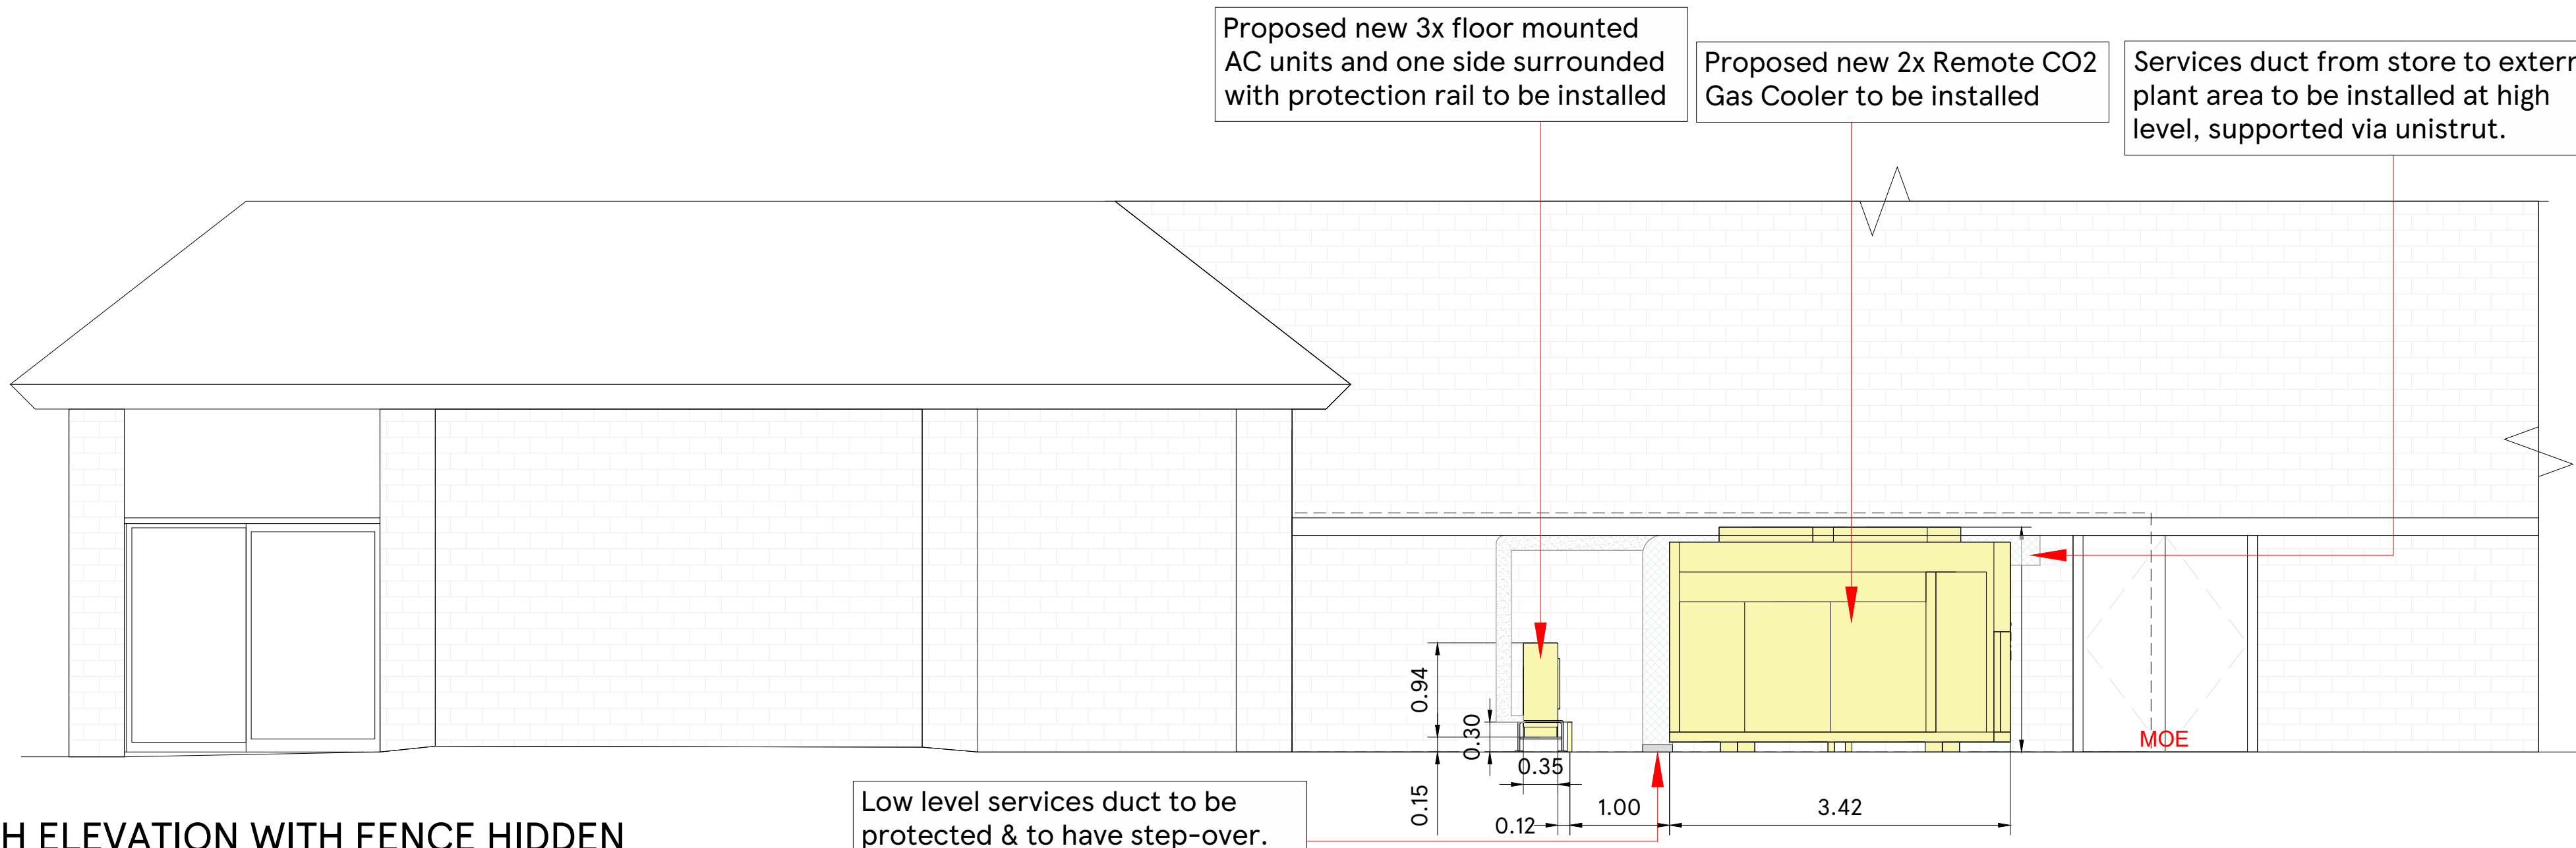 Proposed new 3x floor mounted
AC units and one side surrounded
with protection rail to be installed
Proposed new 2x Remote CO2
Gas Cooler to be installed
Services duct from store to extern
plant area to be installed at high
level, supported via unistrut.
0.94
0.30
0.15
0.35
0.12
1.00
3.42
MOE
Low level services duct to be
protected & to have step-over.
H ELEVATION WITH FENCE HIDDEN